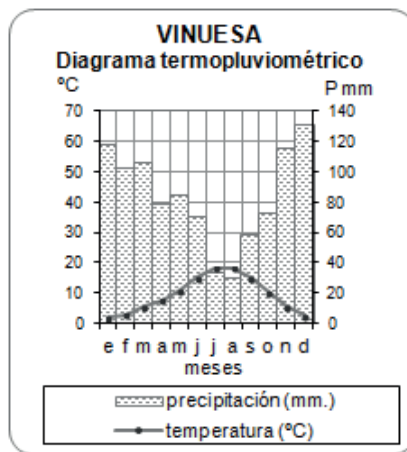 VINUESA
Diagrama termopluviométrico
ºC P mm
70 140
60 120
50 100
40 80
30 60
20 40
10 20
0 0
e f m a m j j a s o n d
meses
precipitación (mm.)
temperatura (ºC)